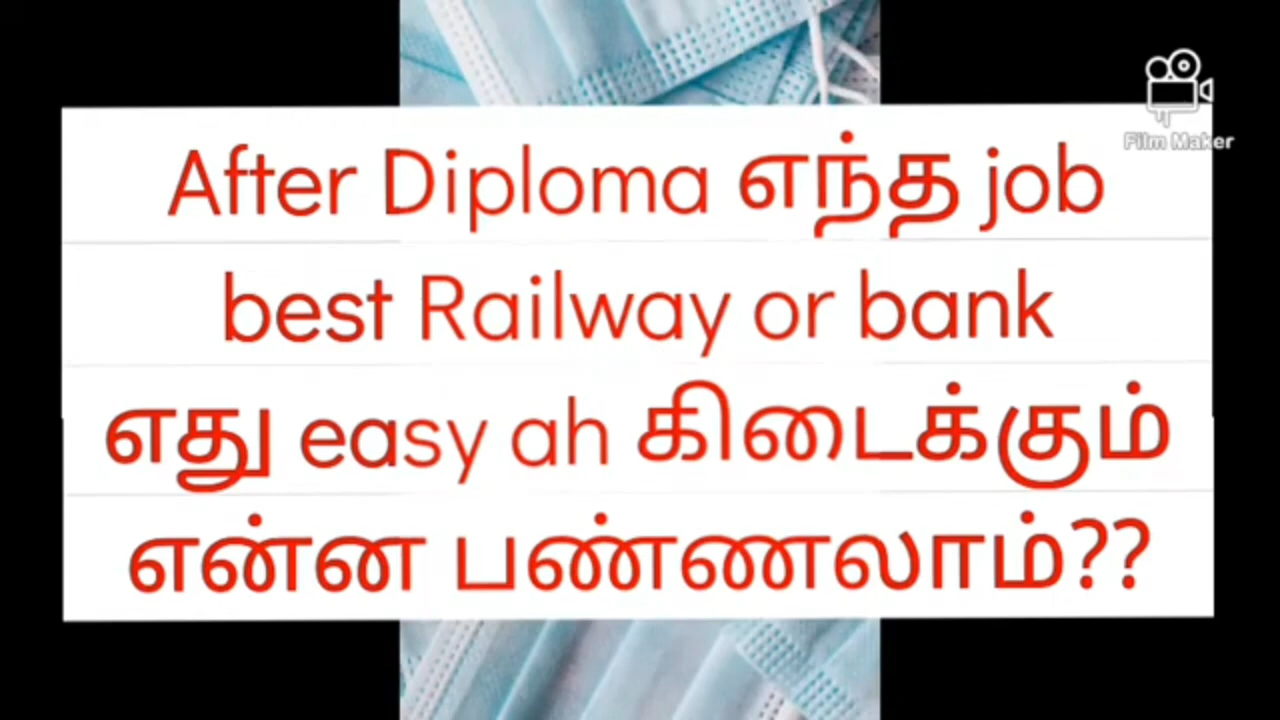 Film Maker
After Diploma எந்த job
best Railway or bank
எது easy ah கிடைக்கும்
என்ன பண்ணலாம்??